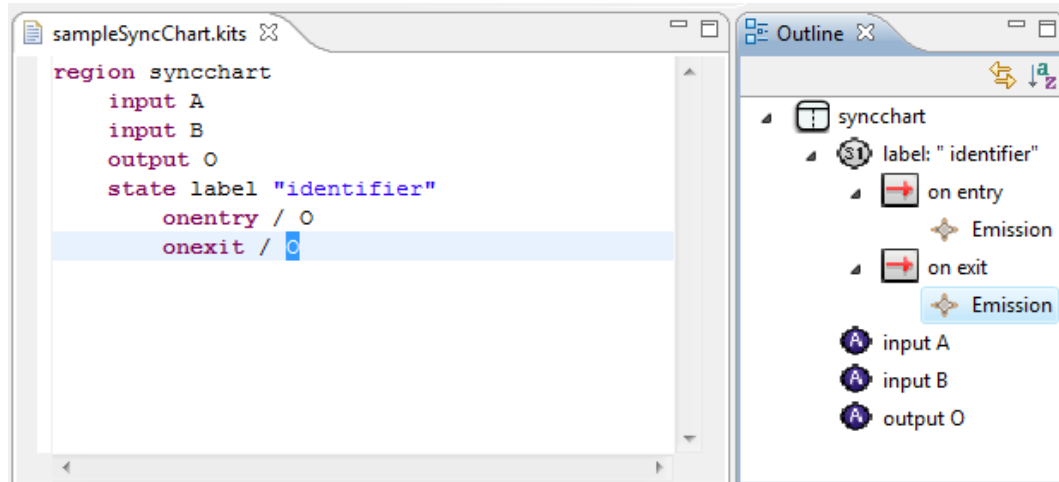 sampleSyncChart.kits
region syncchart
input A
input B
output O
state label "identifier"
onentry / O
onexit / O
Outline
a
z
syncchart
S1 label: " identifier"
on entry
Emission
on exit
Emission
A input A
A input B
A output O